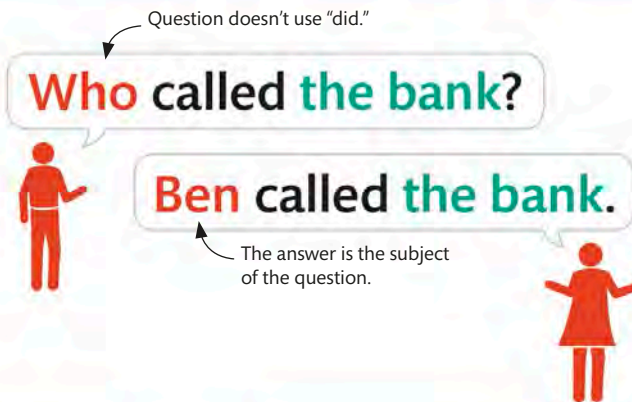 Question doesn’t use “did.”
Who called the bank?
Ben called the bank.
The answer is the subject
of the question.